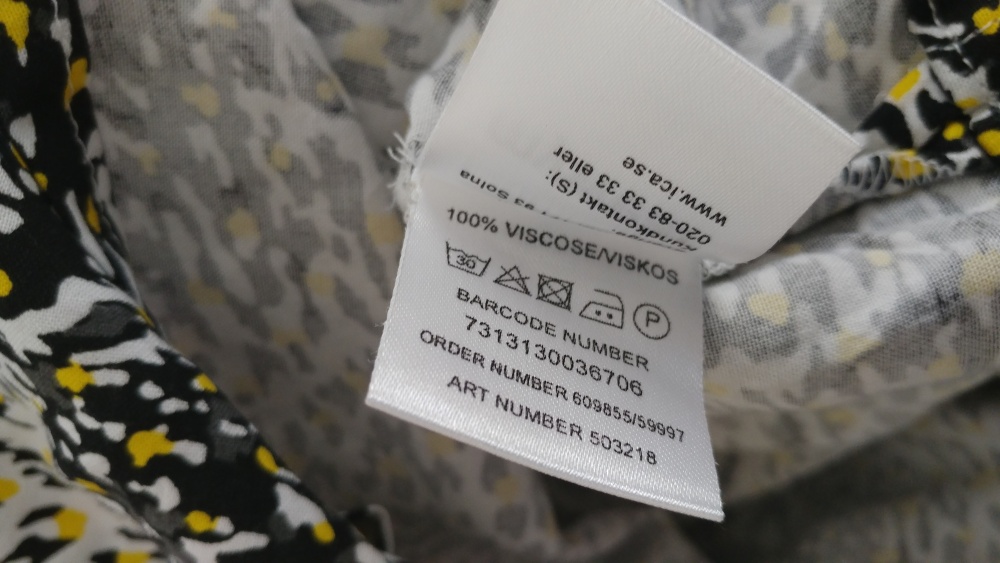 100% VISCOSE/VISKOS
30 P
BARCODE NUMBER
7313130036706
ORDER NUMBER 609855/59997
ART NUMBER 503218
93 Solna
Kundkontakt (S):
020-83 33 33 eller
www.ica.se